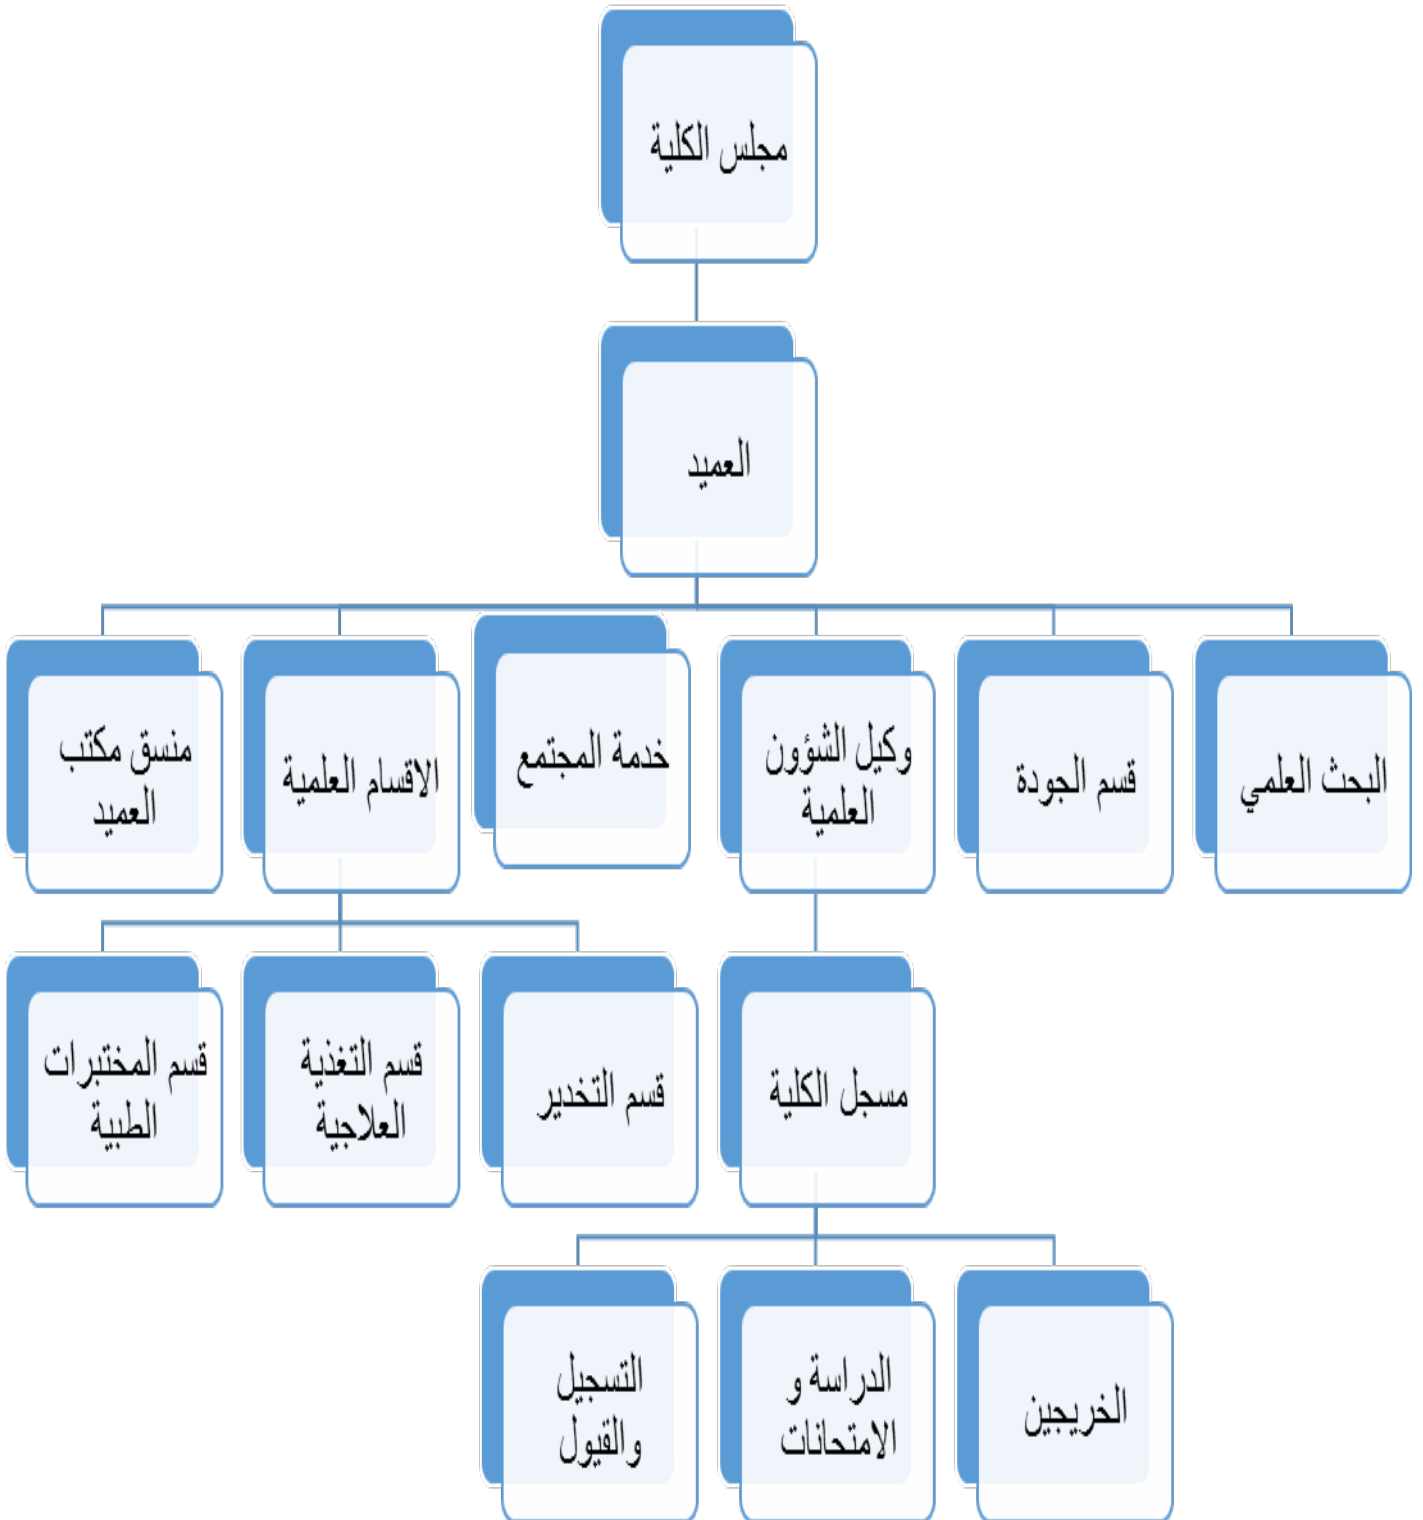 مجلس الكلية
العميد
البحث العلمي
قسم الجودة
وكيل الشؤون
العلمية
خدمة المجتمع
الاقسام العلمية
منسق مكتب
العميد
مسجل الكلية
قسم التخدير
قسم التغذية
العلاجية
قسم المختبرات
الطبية
الخريجين
الدراسة و
الامتحانات
التسجيل
والقبول